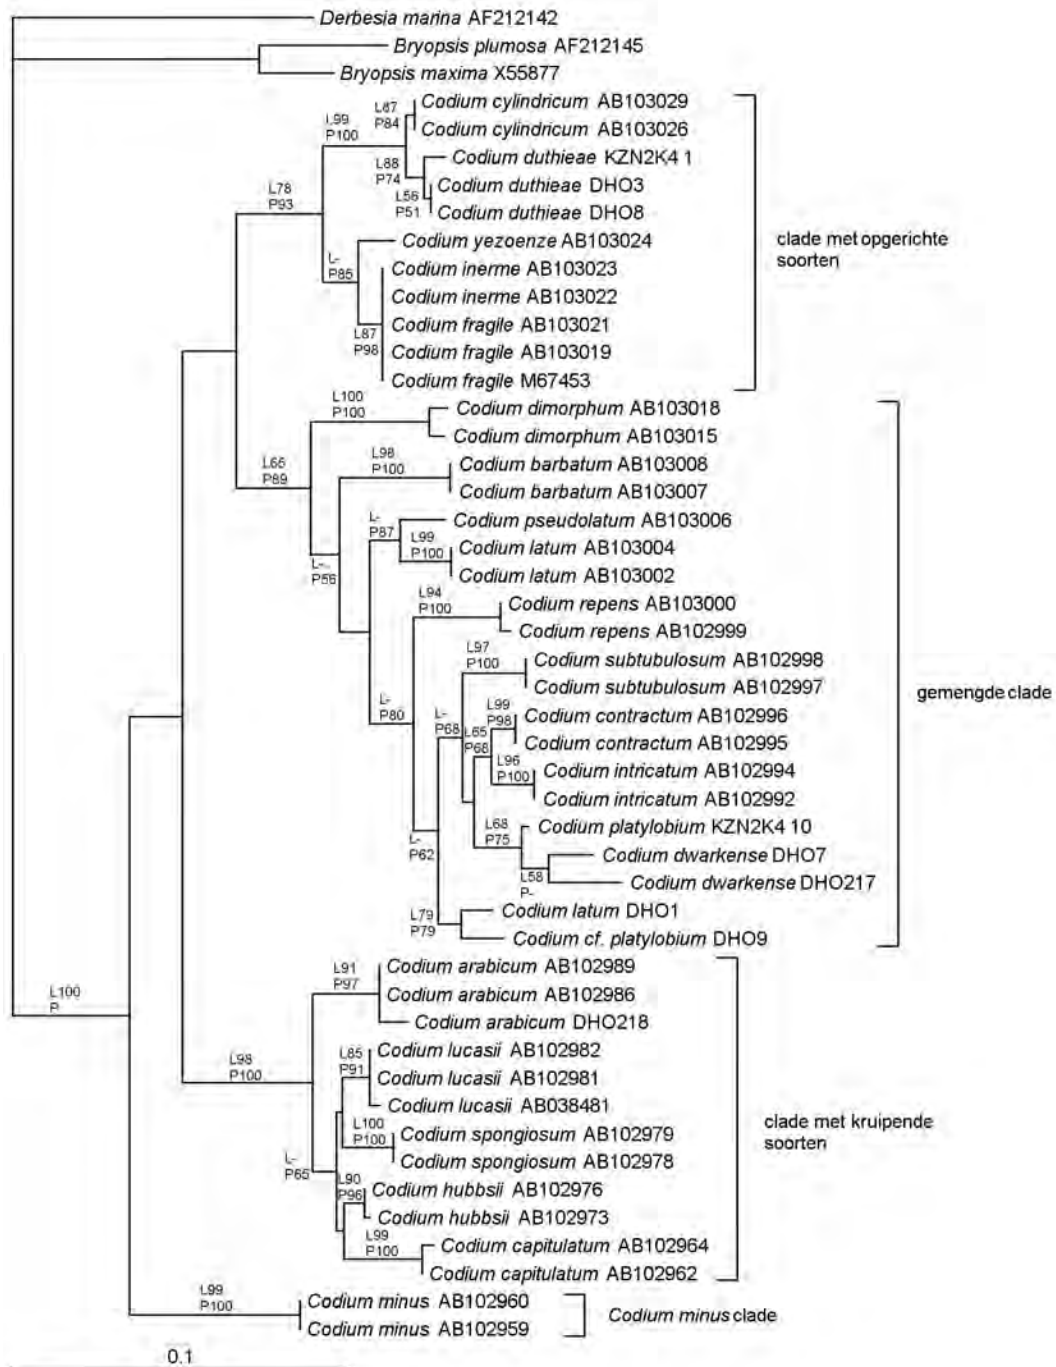 Derbesia marina AF212142
Bryopsis plumosa AF212145
Bryopsis maxima X55877
L87
P84
Codium cylindricum AB103029
Codium cylindricum AB103026
L99
P100
L88
P74
Codium duthieae KZN2K4 1
L56
P51
Codium duthieae DHO3
Codium duthieae DHO8
L78
P93
Codium yezoenze AB103024
L-
P85
Codium inerme AB103023
Codium inerme AB103022
Codium fragile AB103021
L87
P98
Codium fragile AB103019
Codium fragile M67453
clade met opgerichte
soorten
L100
P100
Codium dimorphum AB103018
Codium dimorphum AB103015
L66
P89
L98
P100
Codium barbatum AB103008
Codium barbatum AB103007
L-
P87
Codium pseudolatum AB103006
L99
P100
Codium latum AB103004
Codium latum AB103002
L-
P56
L94
P100
Codium repens AB103000
Codium repens AB102999
L97
P100
Codium subtubulosum AB102998
Codium subtubulosum AB102997
gemengde clade
L-
P80
L-
P68
L65
P68
L99
P98
Codium contractum AB102996
Codium contractum AB102995
L96
P100
Codium intricatum AB102994
Codium intricatum AB102992
L68
P75
Codium platylobium KZN2K4 10
L-
P62
Codium dwarkense DHO7
L58
P-
Codium dwarkense DHO217
L79
P79
Codium latum DHO1
Codium cf. platylobium DHO9
L91
P97
Codium arabicum AB102989
Codium arabicum AB102986
Codium arabicum DHO218
L100
P
L98
P100
L85
P91
Codium lucasii AB102982
Codium lucasii AB102981
Codium lucasii AB038481
L100
P100
Codium spongiosum AB102979
Codium spongiosum AB102978
clade met kruipende
soorten
L-
P65
L90
P96
Codium hubbsii AB102976
Codium hubbsii AB102973
L99
P100
Codium capitulatum AB102964
Codium capitulatum AB102962
L99
P100
Codium minus AB102960
Codium minus AB102959
Codium minus clade
0.1